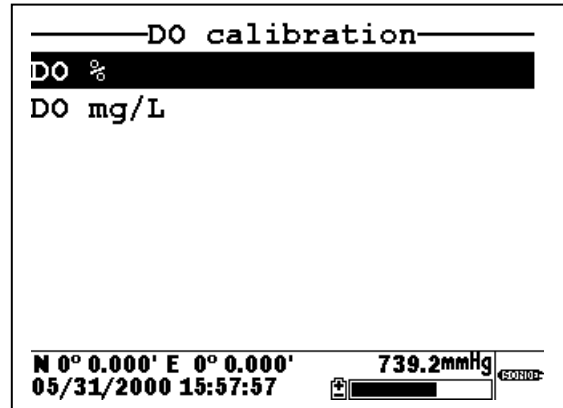 DO calibration
DO %
DO mg/L
N 0° 0.000' E 0° 0.000' 739.2mmHg
SONDE
05/31/2000 15:57:57